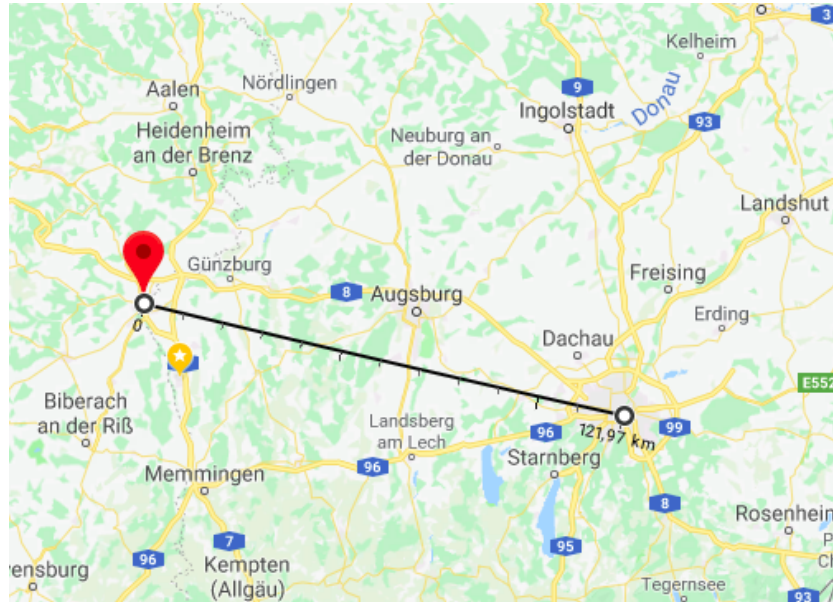 3
Kelheim
Aalen
Nördlingen
9
Donau
Ingolstadt
93
Heidenheim
an der Brenz
Neuburg an
der Donau
Landshut
Günzburg
8
Augsburg
Freising
Erding
0
Dachau
E552
Biberach
an der Riß
Landsberg
am Lech
96
121,97 km
99
Starnberg
96
Memmingen
8
Rosenheim
7
95
96
Kempten
(Allgäu)
ensburg
Tegernsee
93